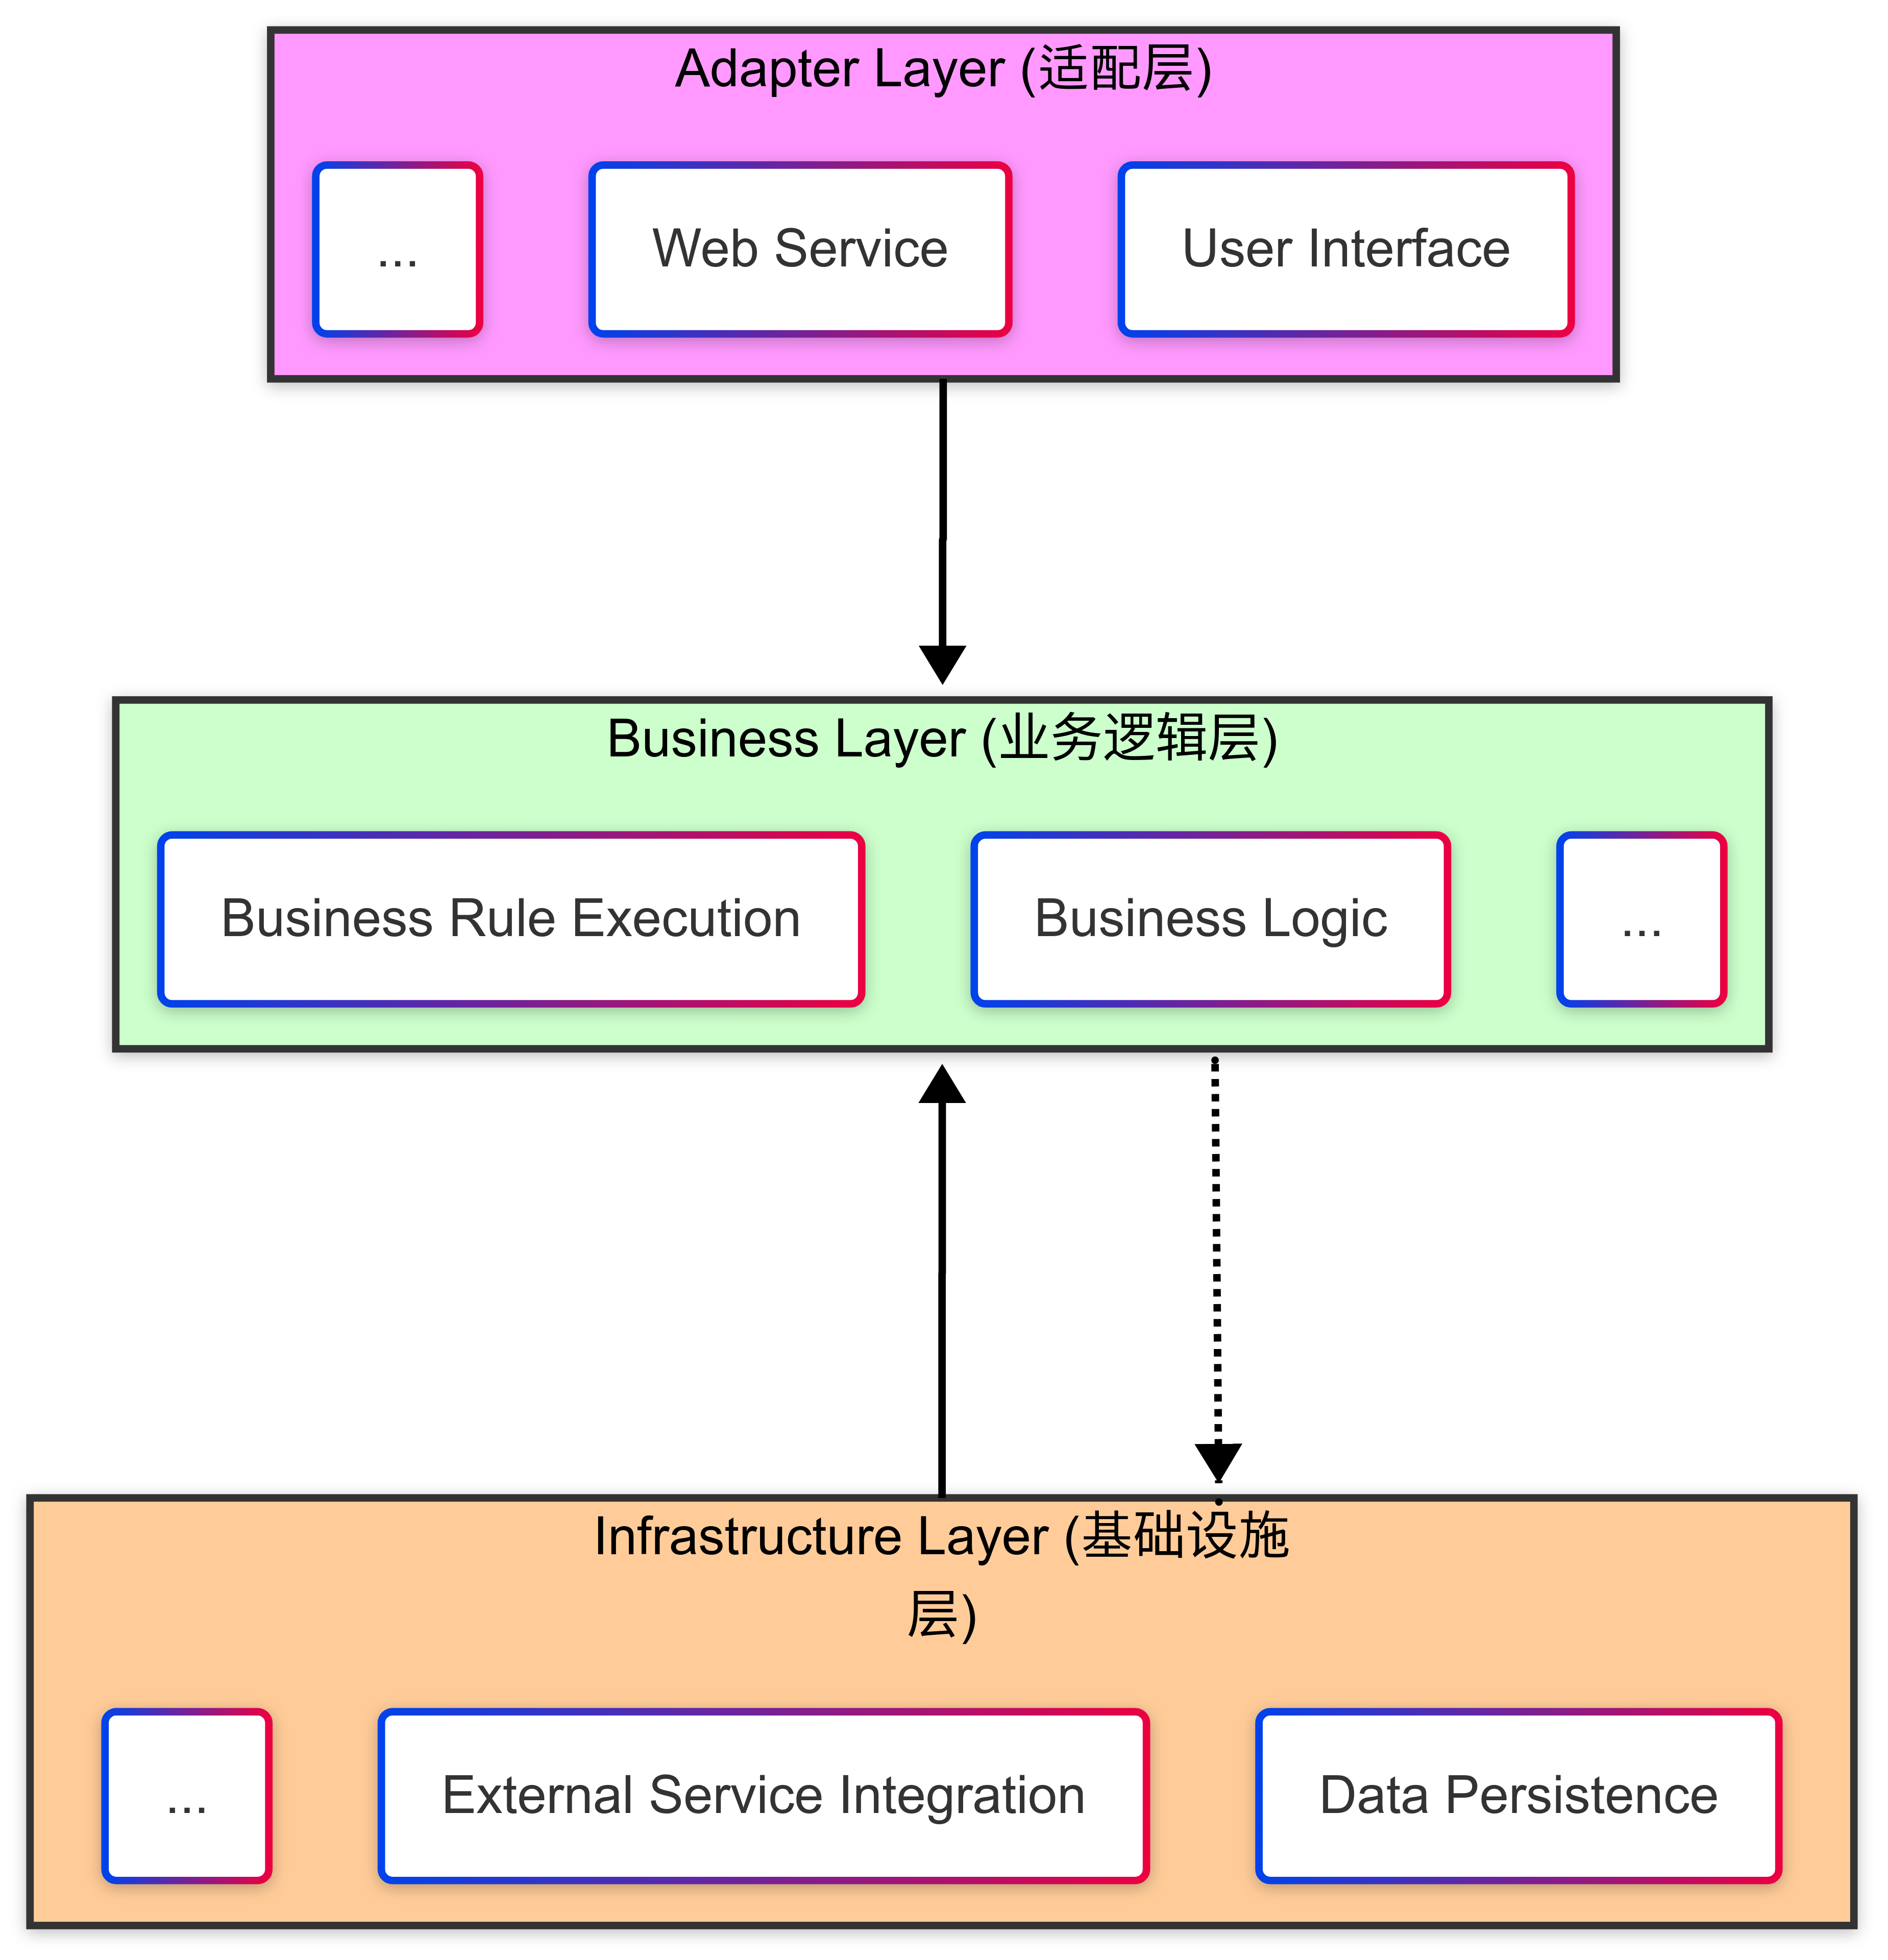 Adapter Layer (适配层)
...
Web Service
User Interface
Business Layer (业务逻辑层)
Business Rule Execution
Business Logic
...
Infrastructure Layer (基础设施
层)
...
External Service Integration
Data Persistence